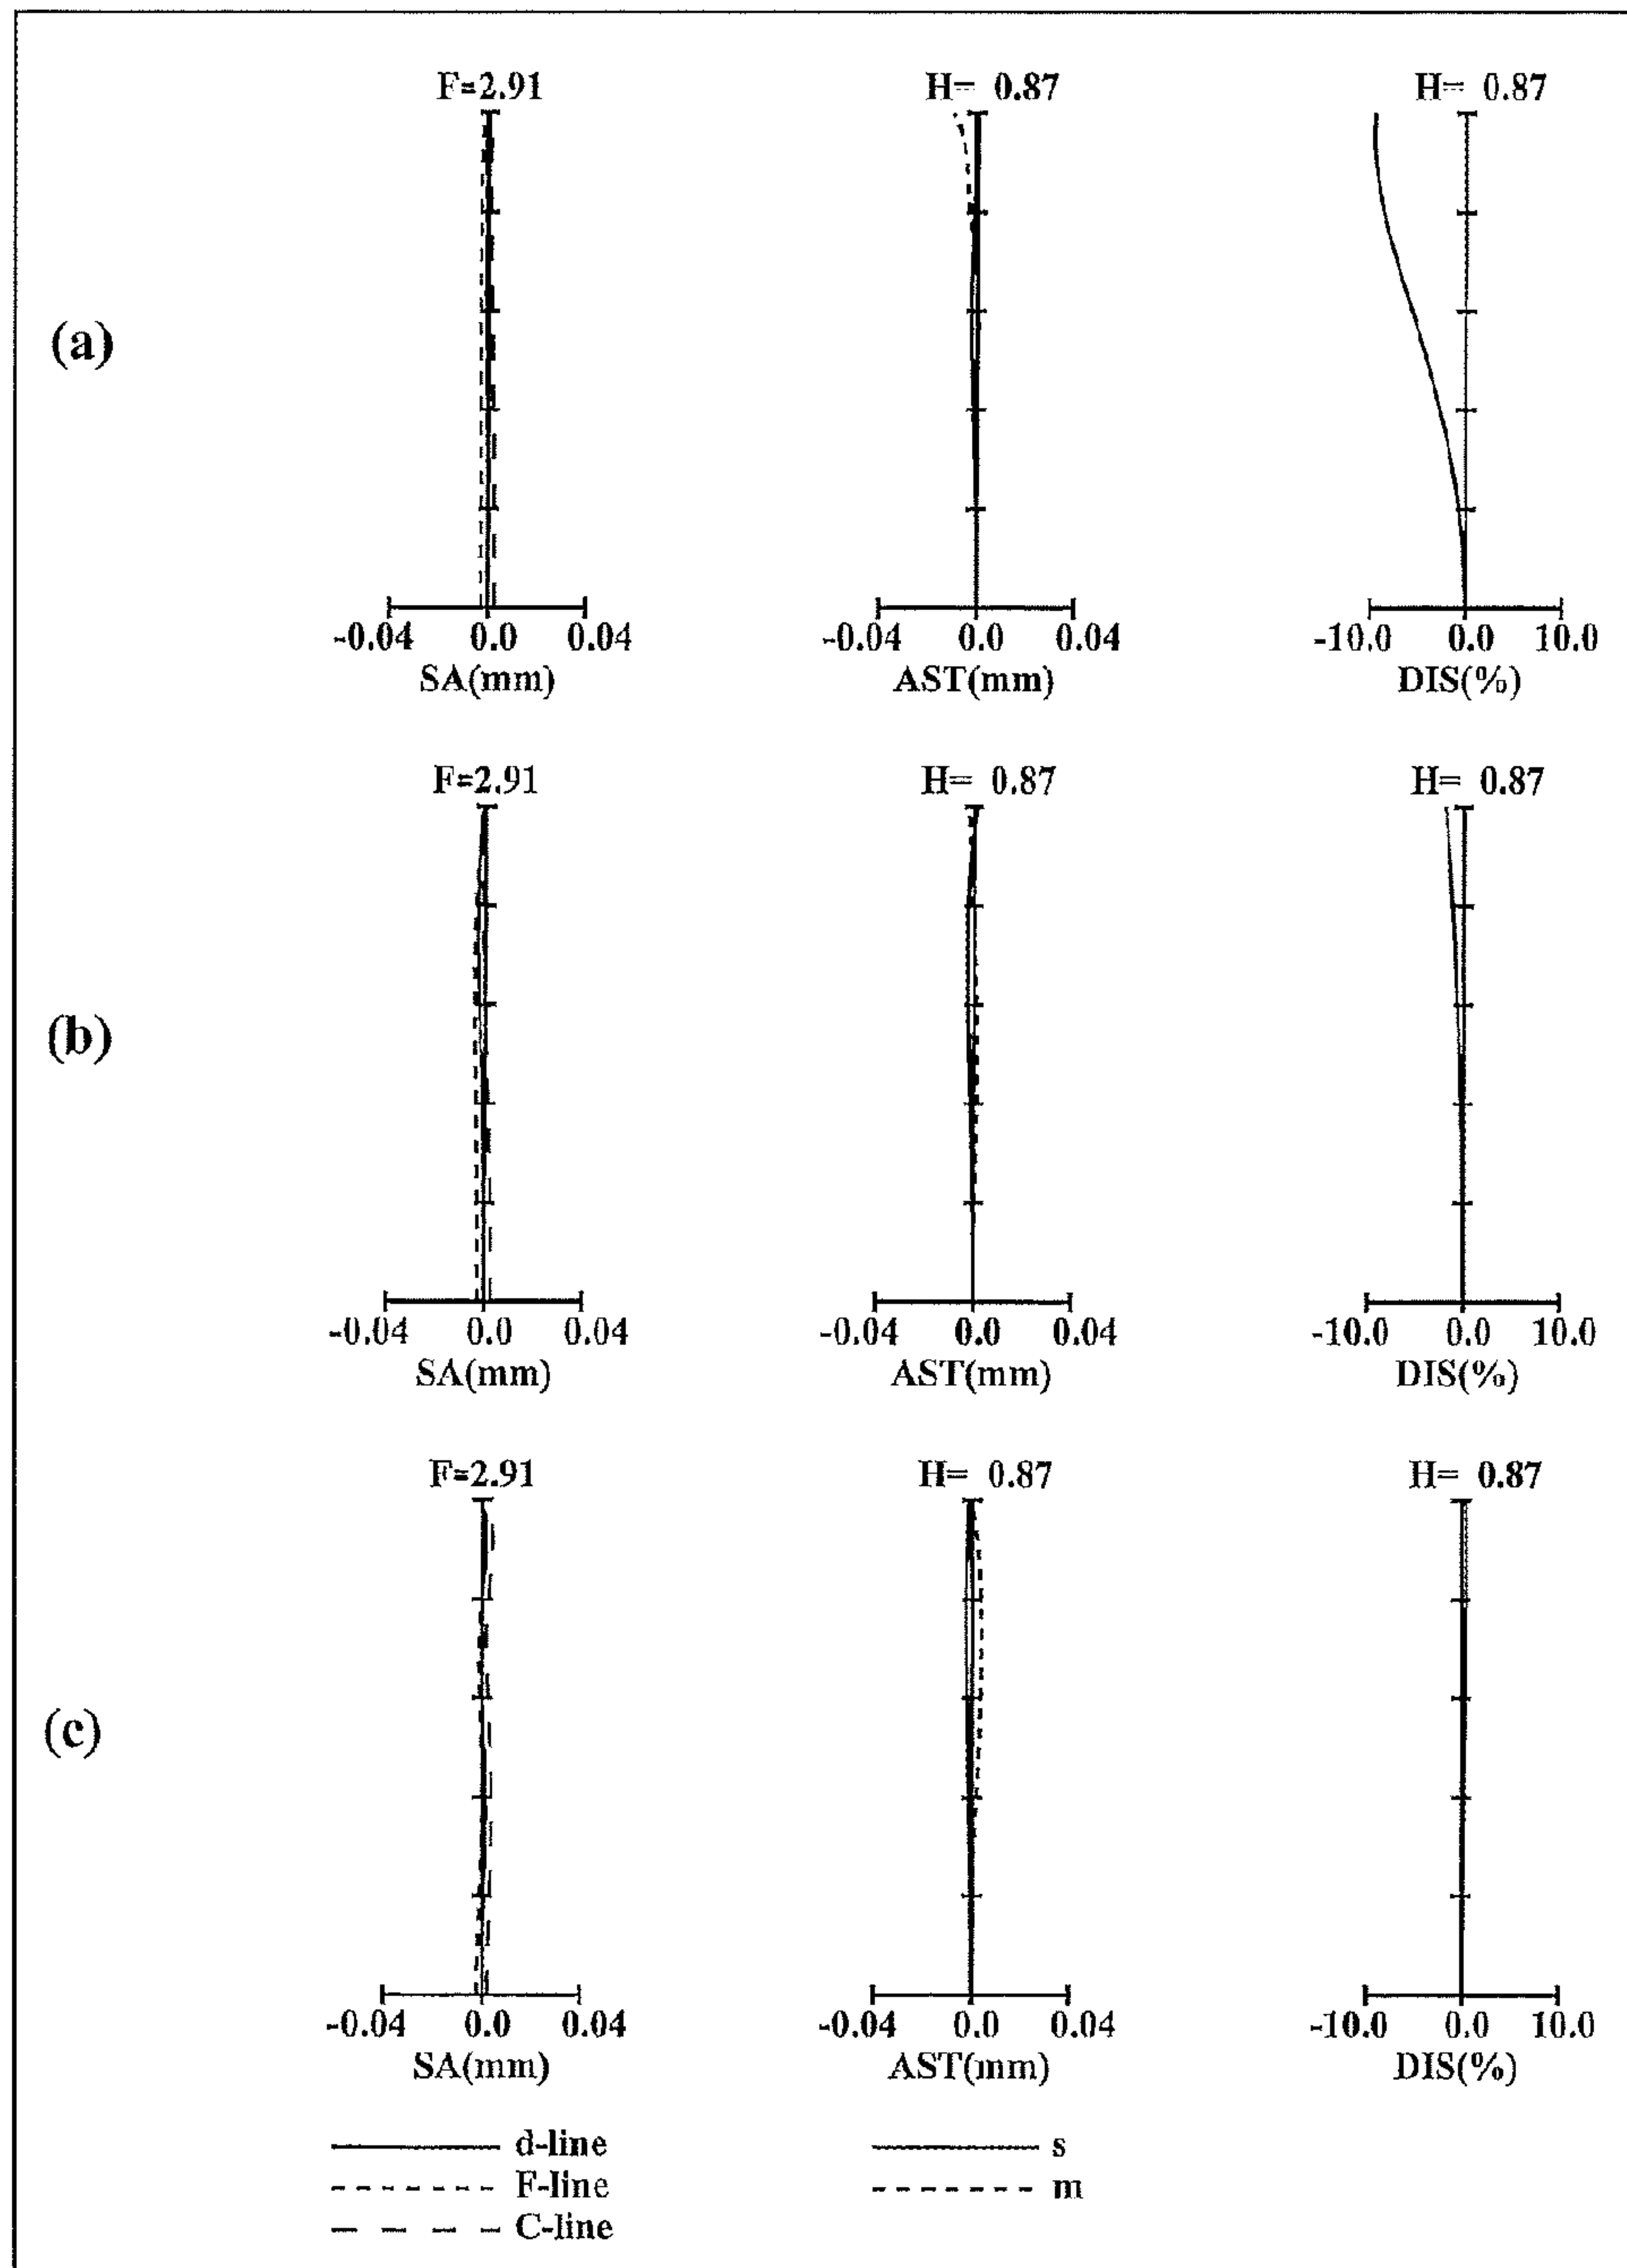 F=2.91 H= 0.87 H= 0.87
(a)
-0.04 0.0 0.04 -0.04 0.0 0.04 -10.0 0.0 10.0
SA(mm) AST(mm) DIS(%)
F=2.91 H= 0.87 H= 0.87
(b)
-0.04 0.0 0.04 -0.04 0.0 0.04 -10.0 0.0 10.0
SA(mm) AST(mm) DIS(%)
F=2.91 H= 0.87 H= 0.87
(c)
-0.04 0.0 0.04 -0.04 0.0 0.04 -10.0 0.0 10.0
SA(mm) AST(mm) DIS(%)
d-line s
F-line m
C-line